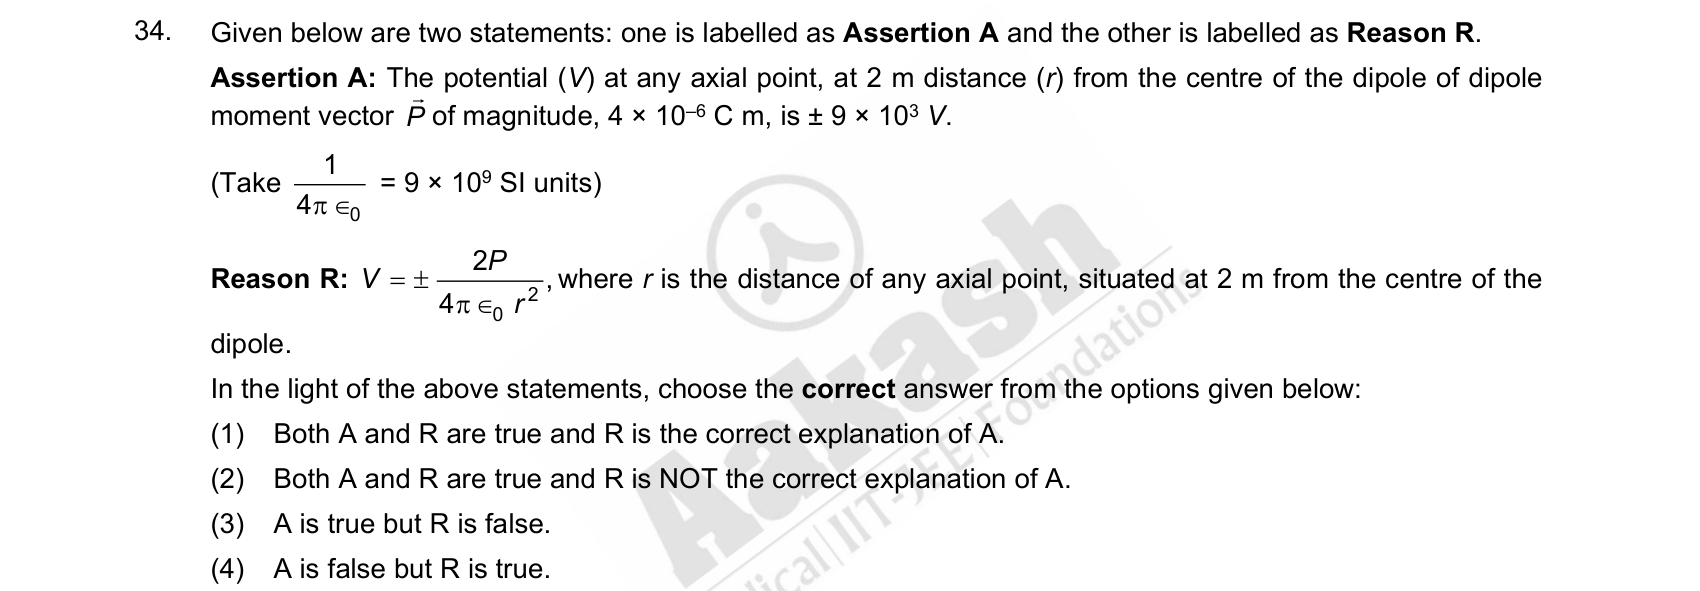 34. Given below are two statements: one is labelled as Assertion A and the other is labelled as Reason R.
Assertion A: The potential (V) at any axial point, at 2 m distance (r) from the centre of the dipole of dipole
moment vector P⃗ of magnitude, 4 × 10⁻⁶ C m, is ± 9 × 10³ V.
(Take 1/(4π ∈₀) = 9 × 10⁹ SI units)
Reason R: V = ± 2P/(4π ∈₀ r²), where r is the distance of any axial point, situated at 2 m from the centre of the
dipole.
In the light of the above statements, choose the correct answer from the options given below:
(1) Both A and R are true and R is the correct explanation of A.
(2) Both A and R are true and R is NOT the correct explanation of A.
(3) A is true but R is false.
(4) A is false but R is true.
Aakash
ical|IIT-JEE|Foundations